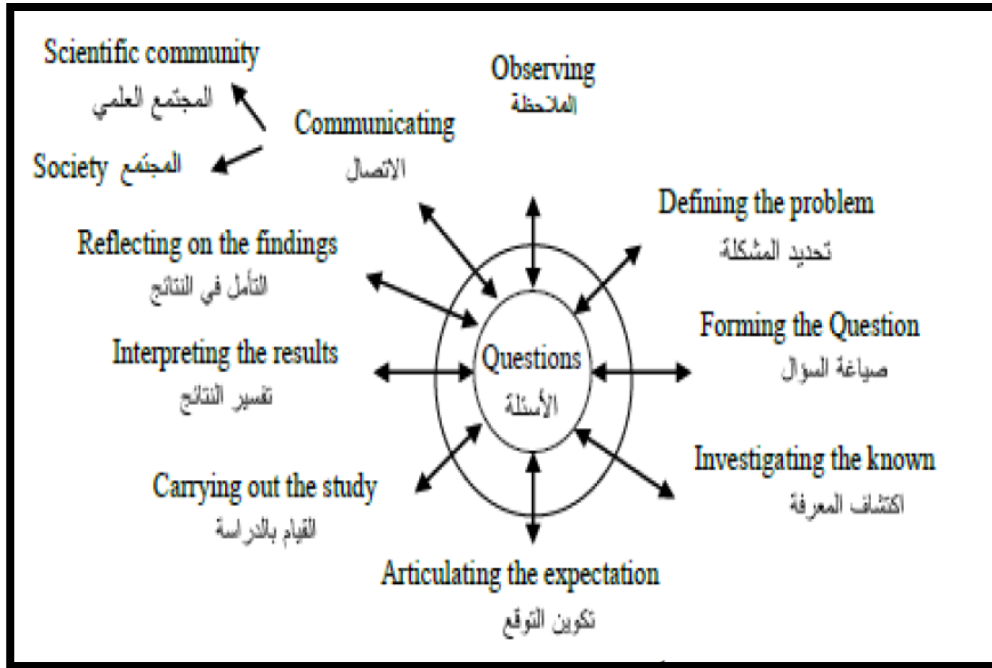 Scientific community
المجتمع العلمي
Society المجتمع
Communicating
الاتصال
Observing
الملاحظة
Defining the problem
تحديد المشكلة
Forming the Question
صياغة السؤال
Investigating the known
اكتشاف المعرفة
Articulating the expectation
تكوين التوقع
Carrying out the study
القيام بالدراسة
Interpreting the results
تفسير النتائج
Reflecting on the findings
التأمل في النتائج
Questions
الأسئلة